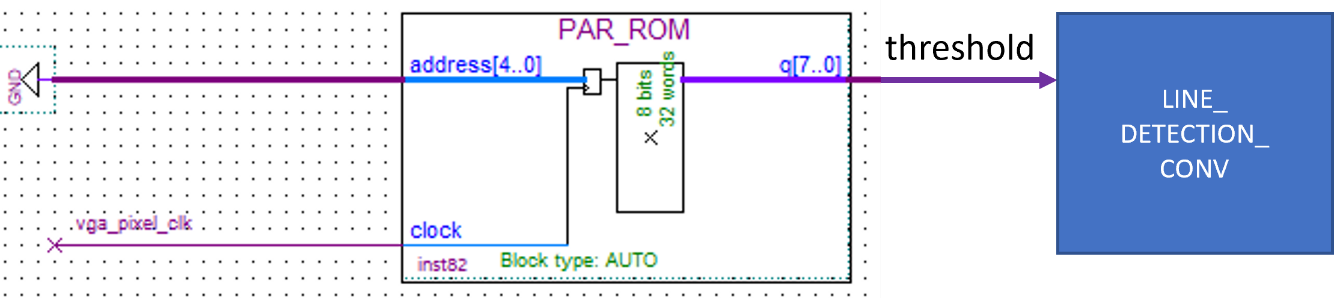 PAR_ROM
GND
address[4..0]
q[7..0]
8 bits
32 words
threshold
LINE_
DETECTION_
CONV
vga_pixel_clk
clock
inst82
Block type: AUTO